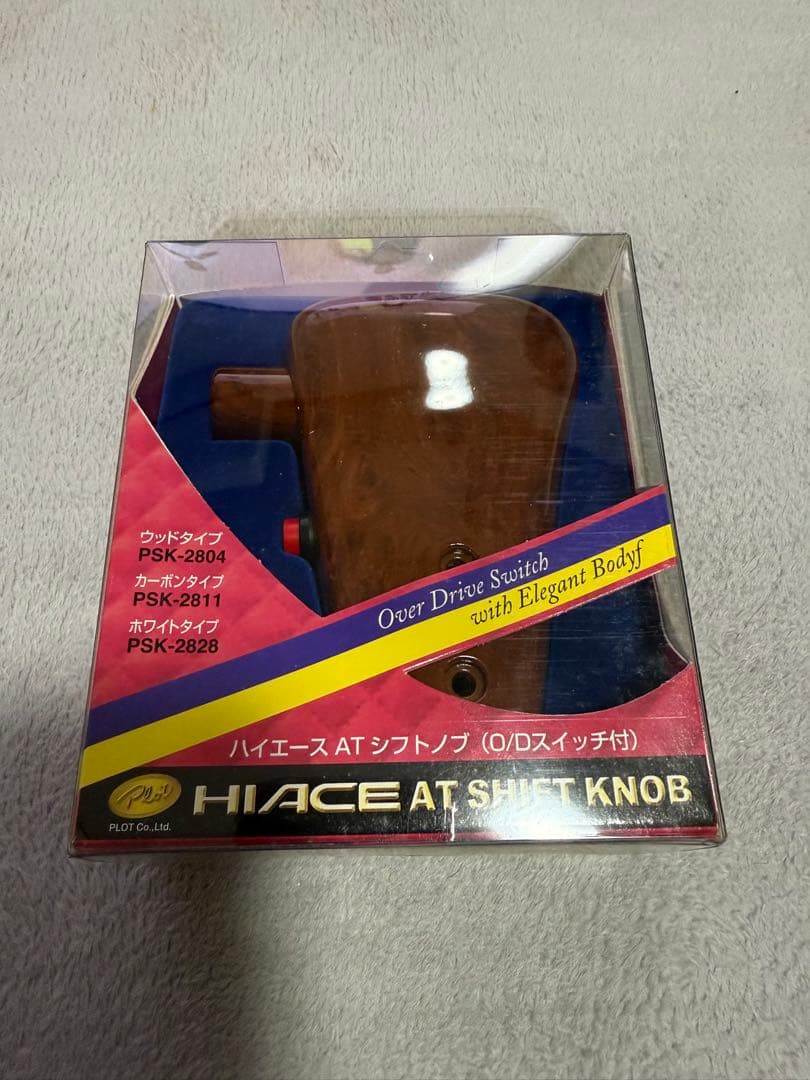 ウッドタイプ
PSK-2804
カーボンタイプ
PSK-2811
ホワイトタイプ
PSK-2828
Over Drive Switch
with Elegant Bodyf
ハイエース AT シフトノブ（O/Dスイッチ付）
Plot
PLOT Co.,Ltd.
HIACE AT SHIFT KNOB